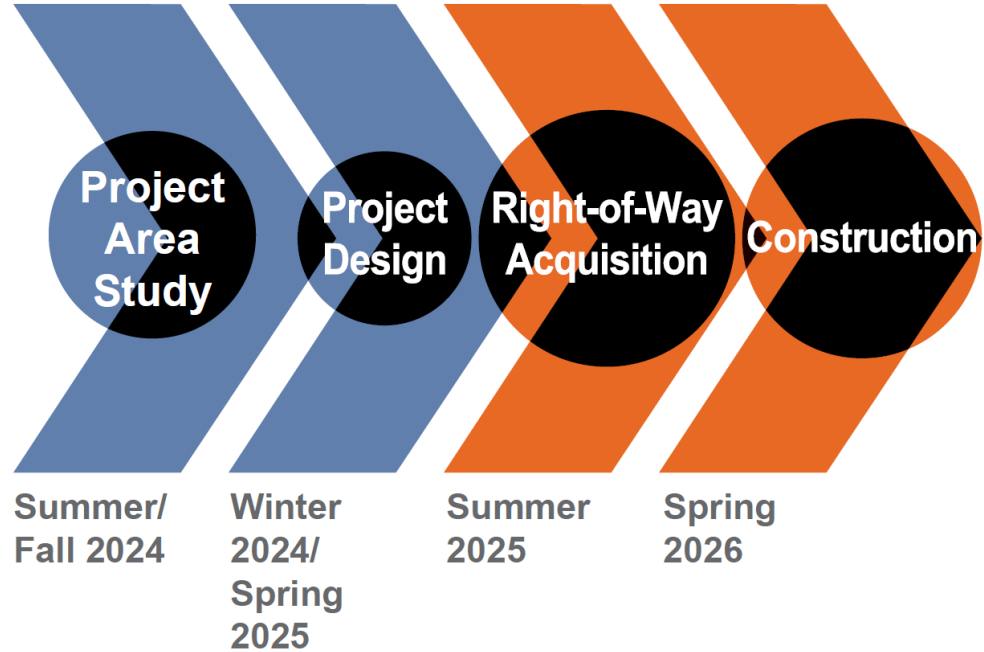 Project
Area
Study
Project
Design
Right-of-Way
Acquisition
Construction
Summer/
Fall 2024
Winter
2024/
Spring
2025
Summer
2025
Spring
2026